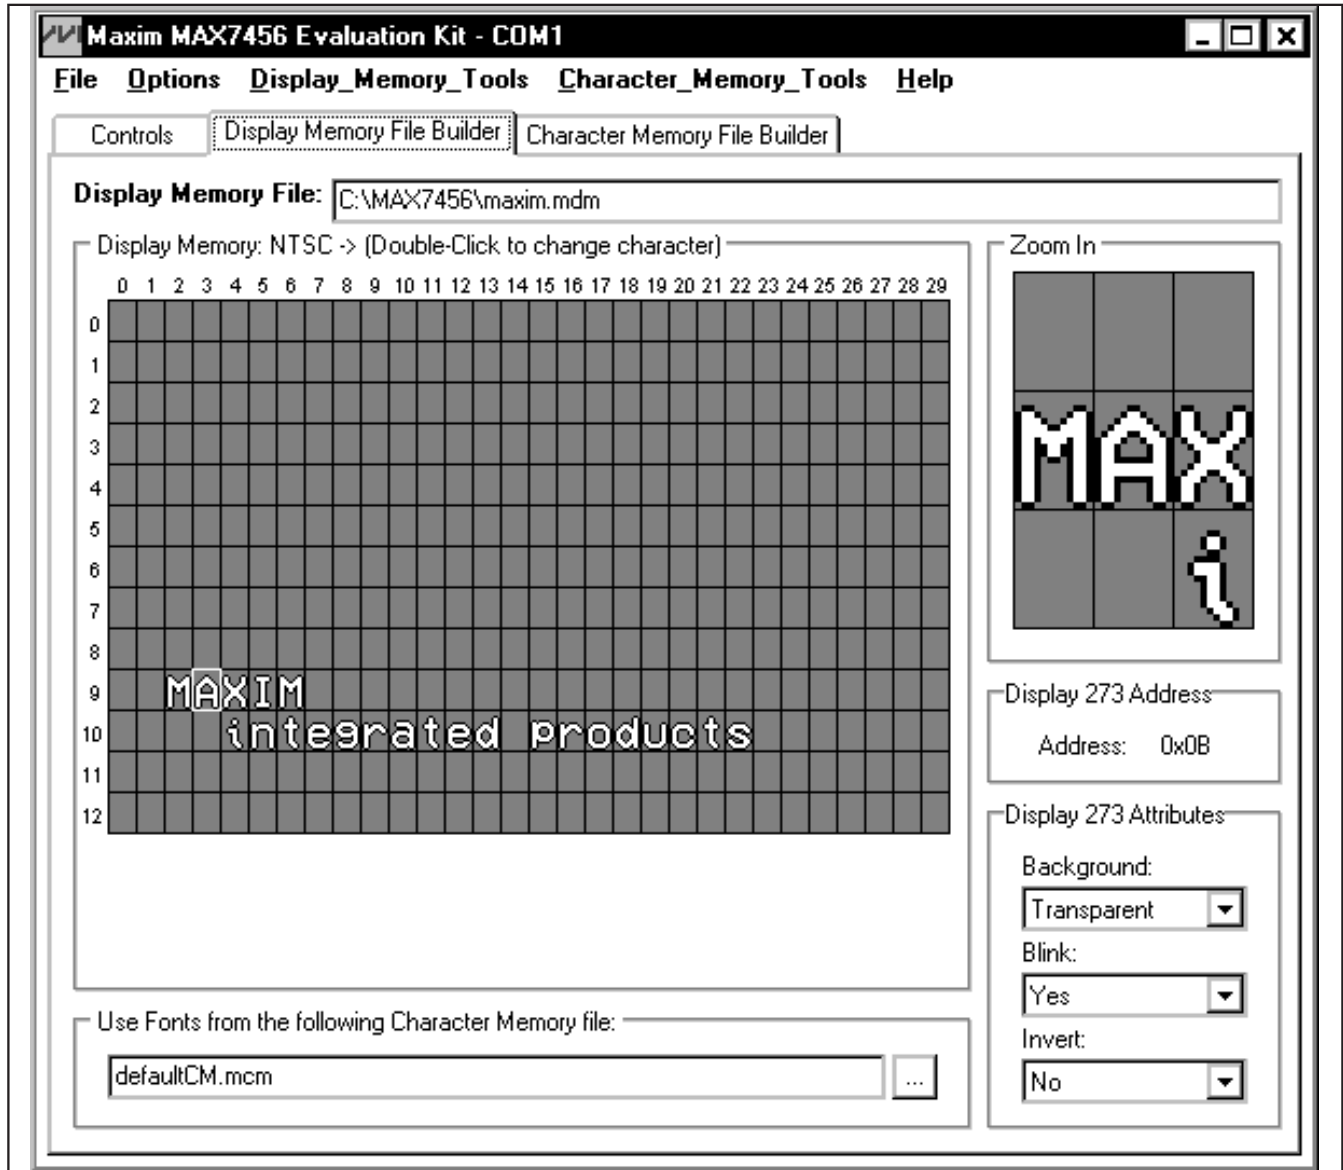 Maxim MAX7456 Evaluation Kit - COM1
File Options Display_Memory_Tools Character_Memory_Tools Help
Controls Display Memory File Builder Character Memory File Builder
Display Memory File: C:\MAX7456\maxim.mdm
Display Memory: NTSC -> (Double-Click to change character)
0 1 2 3 4 5 6 7 8 9 10 11 12 13 14 15 16 17 18 19 20 21 22 23 24 25 26 27 28 29
0
1
2
3
4
5
6
7
8
9 MAXIM
10 integrated products
11
12
Zoom In
MAX
i
Display 273 Address
Address: 0x0B
Display 273 Attributes
Background:
Transparent
Blink:
Yes
Invert:
No
Use Fonts from the following Character Memory file:
defaultCM.mcm ...